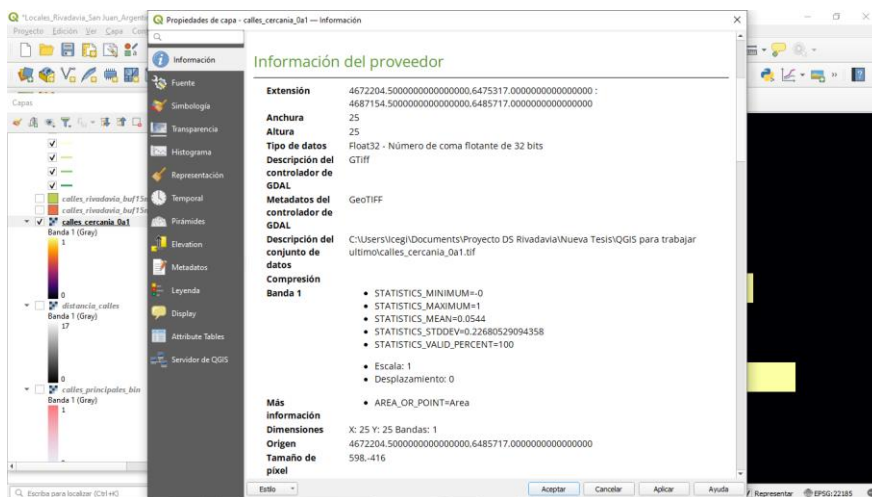 *Locales_Rivadavia_San Juan_Argenti
Propiedades de capa - calles_cercania_0a1 — Información
Proyecto Edición Ver Capa Con
Capas
calles_rivadavia_buf15
calles_rivadavia_buf15
calles_cercania_0a1
Banda 1 (Gray)
1
0
distancia_calles
Banda 1 (Gray)
17
0
calles_principales_bin
Banda 1 (Gray)
1
Escriba para localizar (Ctrl+K)
Información
Fuente
Simbología
Transparencia
Histograma
Representación
Temporal
Pirámides
Elevation
Metadatos
Leyenda
Display
Attribute Tables
Servidor de QGIS
Información del proveedor
Extensión 4672204.5000000000000000,6475317.0000000000000000 :
4687154.5000000000000000,6485717.0000000000000000
Anchura 25
Altura 25
Tipo de datos Float32 - Número de coma flotante de 32 bits
Descripción del GTiff
controlador de
GDAL
Metadatos del GeoTIFF
controlador de
GDAL
Descripción del C:\Users\lcegi\Documents\Proyecto DS Rivadavia\Nueva Tesis\QGIS para trabajar
conjunto de ultimo\calles_cercania_0a1.tif
datos
Compresión
Banda 1 • STATISTICS_MINIMUM=-0
• STATISTICS_MAXIMUM=1
• STATISTICS_MEAN=0.0544
• STATISTICS_STDDEV=0.22680529094358
• STATISTICS_VALID_PERCENT=100
• Escala: 1
• Desplazamiento: 0
Más • AREA_OR_POINT=Area
información
Dimensiones X: 25 Y: 25 Bandas: 1
Origen 4672204.5000000000000000,6485717.0000000000000000
Tamaño de 598,-416
píxel
Estilo Aceptar Cancelar Aplicar Ayuda
Representar EPSG:22185